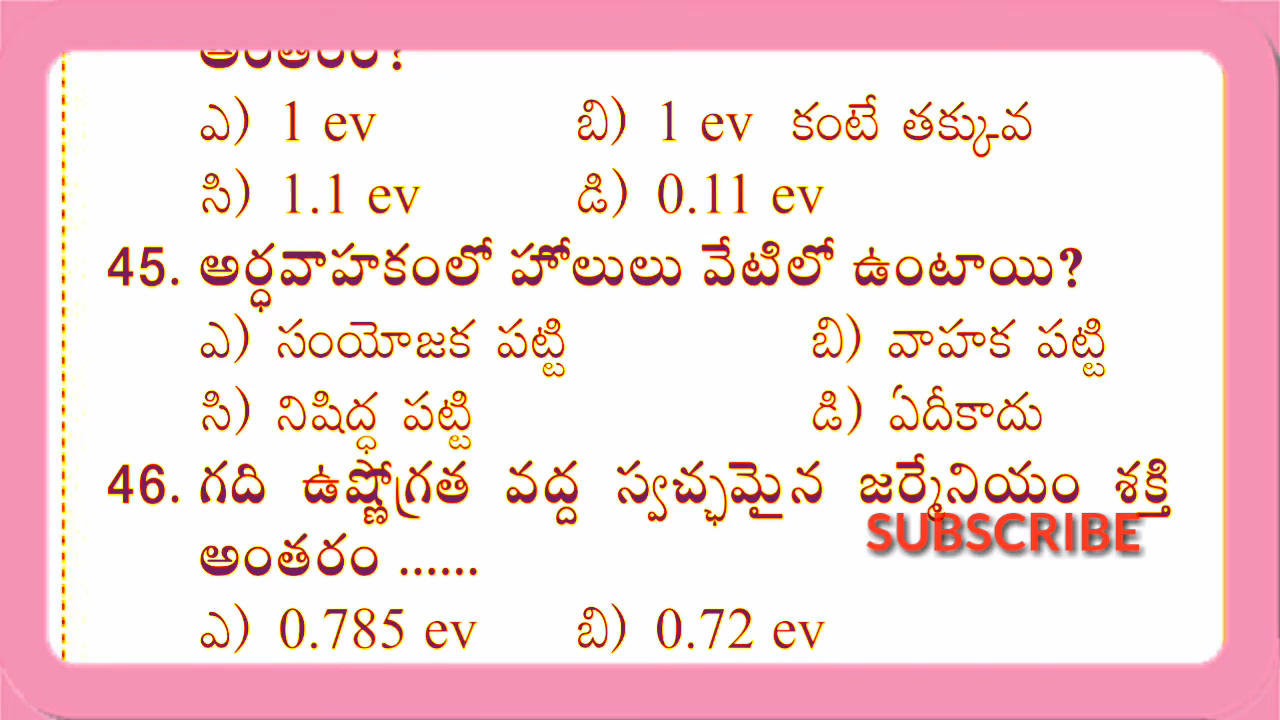 అంతరం?
ఎ) 1 ev బి) 1 ev కంటే తక్కువ
సి) 1.1 ev డి) 0.11 ev
45. అర్ధవాహకంలో హోలులు వేటిలో ఉంటాయి?
ఎ) సంయోజక పట్టి బి) వాహక పట్టి
సి) నిషిద్ధ పట్టి డి) ఏదీకాదు
46. గది ఉష్ణోగ్రత వద్ద స్వచ్ఛమైన జర్మేనియం శక్తి
SUBSCRIBE
అంతరం ......
ఎ) 0.785 ev బి) 0.72 ev